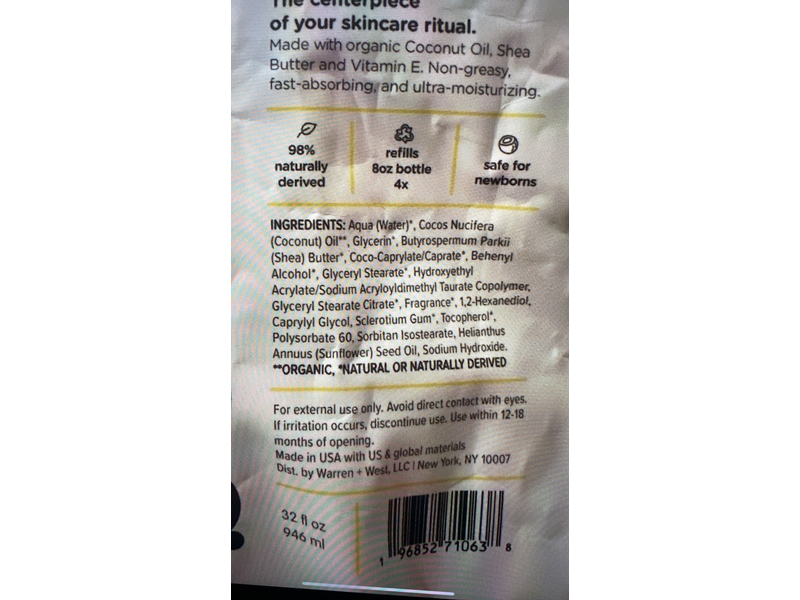 The centerpiece
of your skincare ritual.
Made with organic Coconut Oil, Shea
Butter and Vitamin E. Non-greasy,
fast-absorbing, and ultra-moisturizing.
98%
naturally
derived
refills
8oz bottle
4x
safe for
newborns
INGREDIENTS: Aqua (Water)*, Cocos Nucifera
(Coconut) Oil**, Glycerin*, Butyrospermum Parkii
(Shea) Butter*, Coco-Caprylate/Caprate*, Behenyl
Alcohol*, Glyceryl Stearate*, Hydroxyethyl
Acrylate/Sodium Acryloyldimethyl Taurate Copolymer,
Glyceryl Stearate Citrate*, Fragrance*, 1,2-Hexanediol,
Caprylyl Glycol, Sclerotium Gum*, Tocopherol*,
Polysorbate 60, Sorbitan Isostearate, Helianthus
Annuus (Sunflower) Seed Oil, Sodium Hydroxide.
**ORGANIC, *NATURAL OR NATURALLY DERIVED
For external use only. Avoid direct contact with eyes.
If irritation occurs, discontinue use. Use within 12-18
months of opening.
Made in USA with US & global materials
Dist. by Warren + West, LLC | New York, NY 10007
32 fl oz
946 ml
1 96852 71063 8